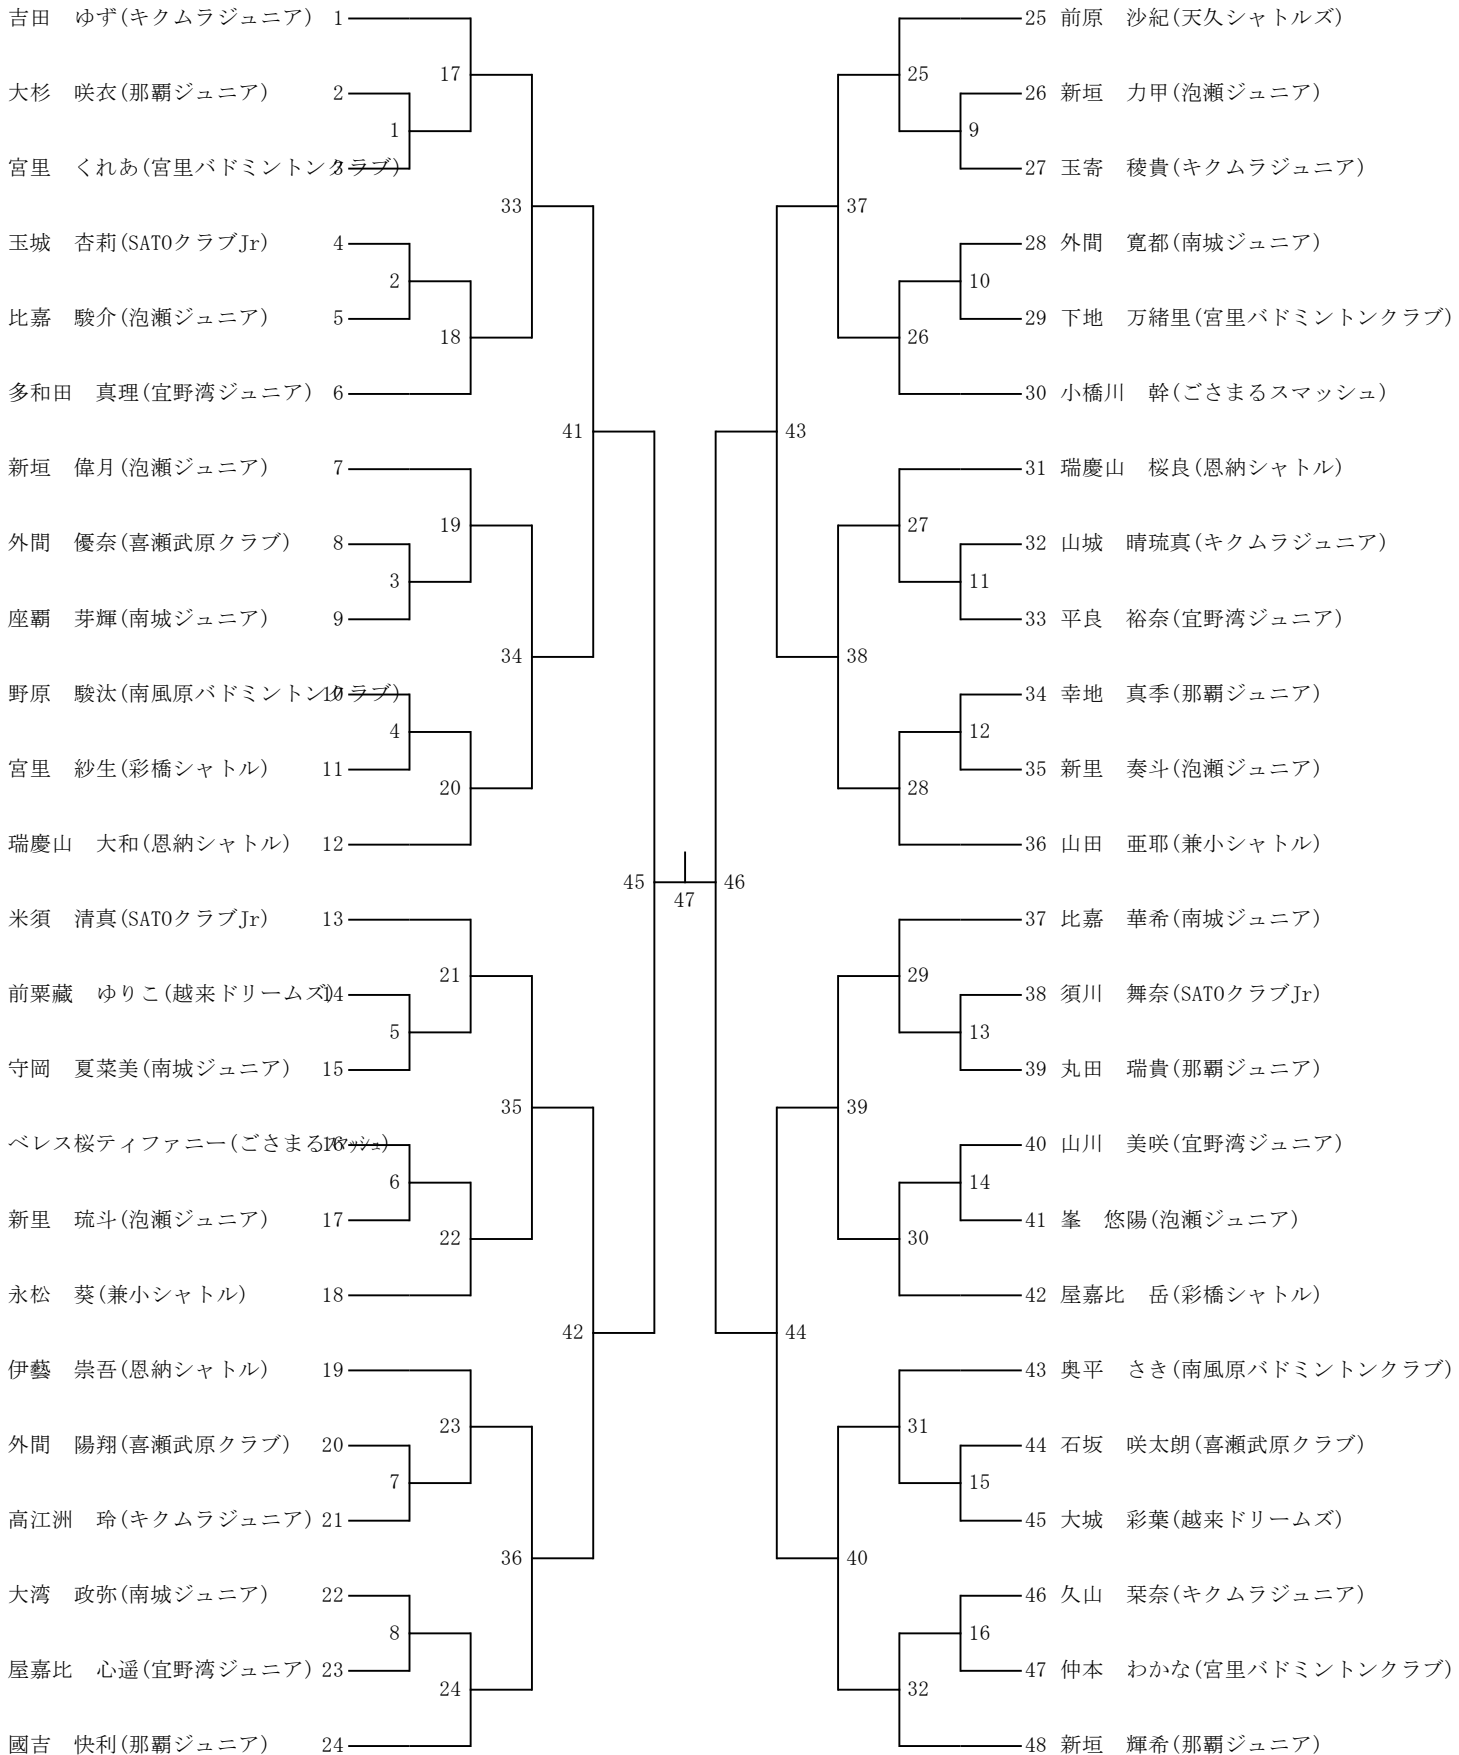 吉田　ゆず(キクムラジュニア) 1
17
大杉　咲衣(那覇ジュニア) 2
1
宮里　くれあ(宮里バドミントンクラブ) 3
33
玉城　杏莉(SATOクラブJr) 4
2
比嘉　駿介(泡瀬ジュニア) 5
18
多和田　真理(宜野湾ジュニア) 6
41
新垣　偉月(泡瀬ジュニア) 7
19
外間　優奈(喜瀬武原クラブ) 8
3
座覇　芽輝(南城ジュニア) 9
34
野原　駿汰(南風原バドミントンクラブ) 10
4
宮里　紗生(彩橋シャトル) 11
20
瑞慶山　大和(恩納シャトル) 12
45
47
米須　清真(SATOクラブJr) 13
21
前粟藏　ゆりこ(越来ドリームズ) 14
5
守岡　夏菜美(南城ジュニア) 15
35
ベレス桜ティファニー(ごさまるスマッシュ) 16
6
新里　琉斗(泡瀬ジュニア) 17
22
永松　葵(兼小シャトル) 18
42
伊藝　崇吾(恩納シャトル) 19
23
外間　陽翔(喜瀬武原クラブ) 20
7
高江洲　玲(キクムラジュニア) 21
36
大湾　政弥(南城ジュニア) 22
8
屋嘉比　心遥(宜野湾ジュニア) 23
24
國吉　快利(那覇ジュニア) 24
25 前原　沙紀(天久シャトルズ)
25
26 新垣　力甲(泡瀬ジュニア)
9
27 玉寄　稜貴(キクムラジュニア)
37
28 外間　寛都(南城ジュニア)
10
29 下地　万緒里(宮里バドミントンクラブ)
26
30 小橋川　幹(ごさまるスマッシュ)
43
31 瑞慶山　桜良(恩納シャトル)
27
32 山城　晴琉真(キクムラジュニア)
11
33 平良　裕奈(宜野湾ジュニア)
38
34 幸地　真季(那覇ジュニア)
12
35 新里　奏斗(泡瀬ジュニア)
28
36 山田　亜耶(兼小シャトル)
46
37 比嘉　華希(南城ジュニア)
29
38 須川　舞奈(SATOクラブJr)
13
39 丸田　瑞貴(那覇ジュニア)
39
40 山川　美咲(宜野湾ジュニア)
14
41 峯　悠陽(泡瀬ジュニア)
30
42 屋嘉比　岳(彩橋シャトル)
44
43 奥平　さき(南風原バドミントンクラブ)
31
44 石坂　咲太朗(喜瀬武原クラブ)
15
45 大城　彩葉(越来ドリームズ)
40
46 久山　栞奈(キクムラジュニア)
16
47 仲本　わかな(宮里バドミントンクラブ)
32
48 新垣　輝希(那覇ジュニア)